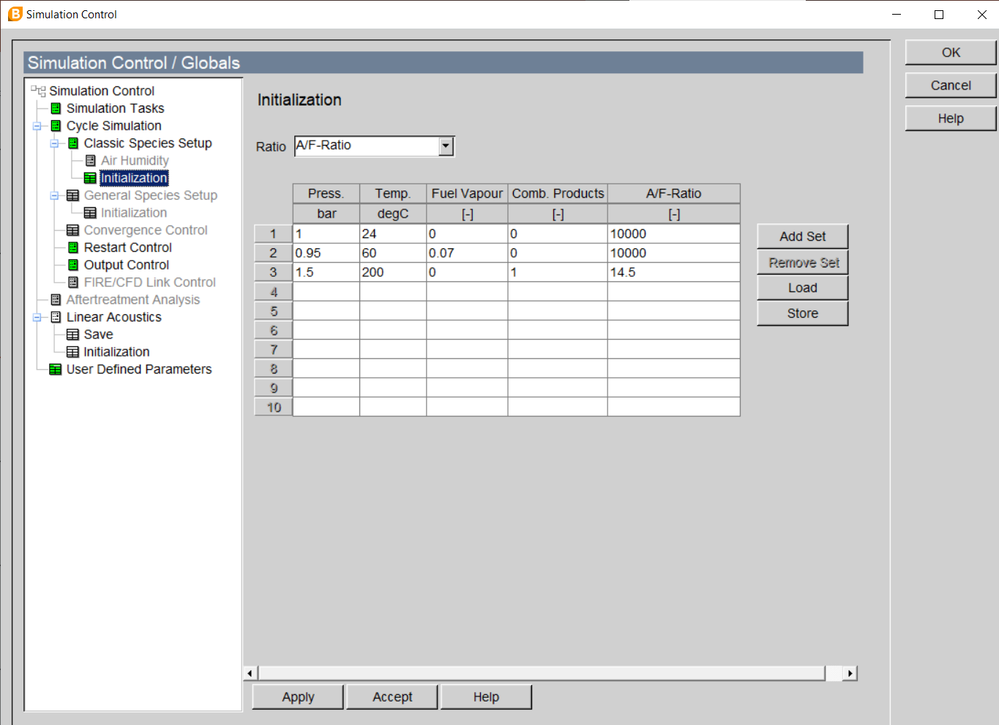 B Simulation Control
Simulation Control / Globals
OK
Cancel
Help
Simulation Control
Simulation Tasks
Cycle Simulation
Classic Species Setup
Air Humidity
Initialization
General Species Setup
Initialization
Convergence Control
Restart Control
Output Control
FIRE/CFD Link Control
Aftertreatment Analysis
Linear Acoustics
Save
Initialization
User Defined Parameters
Initialization
Ratio A/F-Ratio
Press. Temp. Fuel Vapour Comb. Products A/F-Ratio
bar degC [-] [-] [-]
1 1 24 0 0 10000
2 0.95 60 0.07 0 10000
3 1.5 200 0 1 14.5
4
5
6
7
8
9
10
Add Set
Remove Set
Load
Store
Apply Accept Help